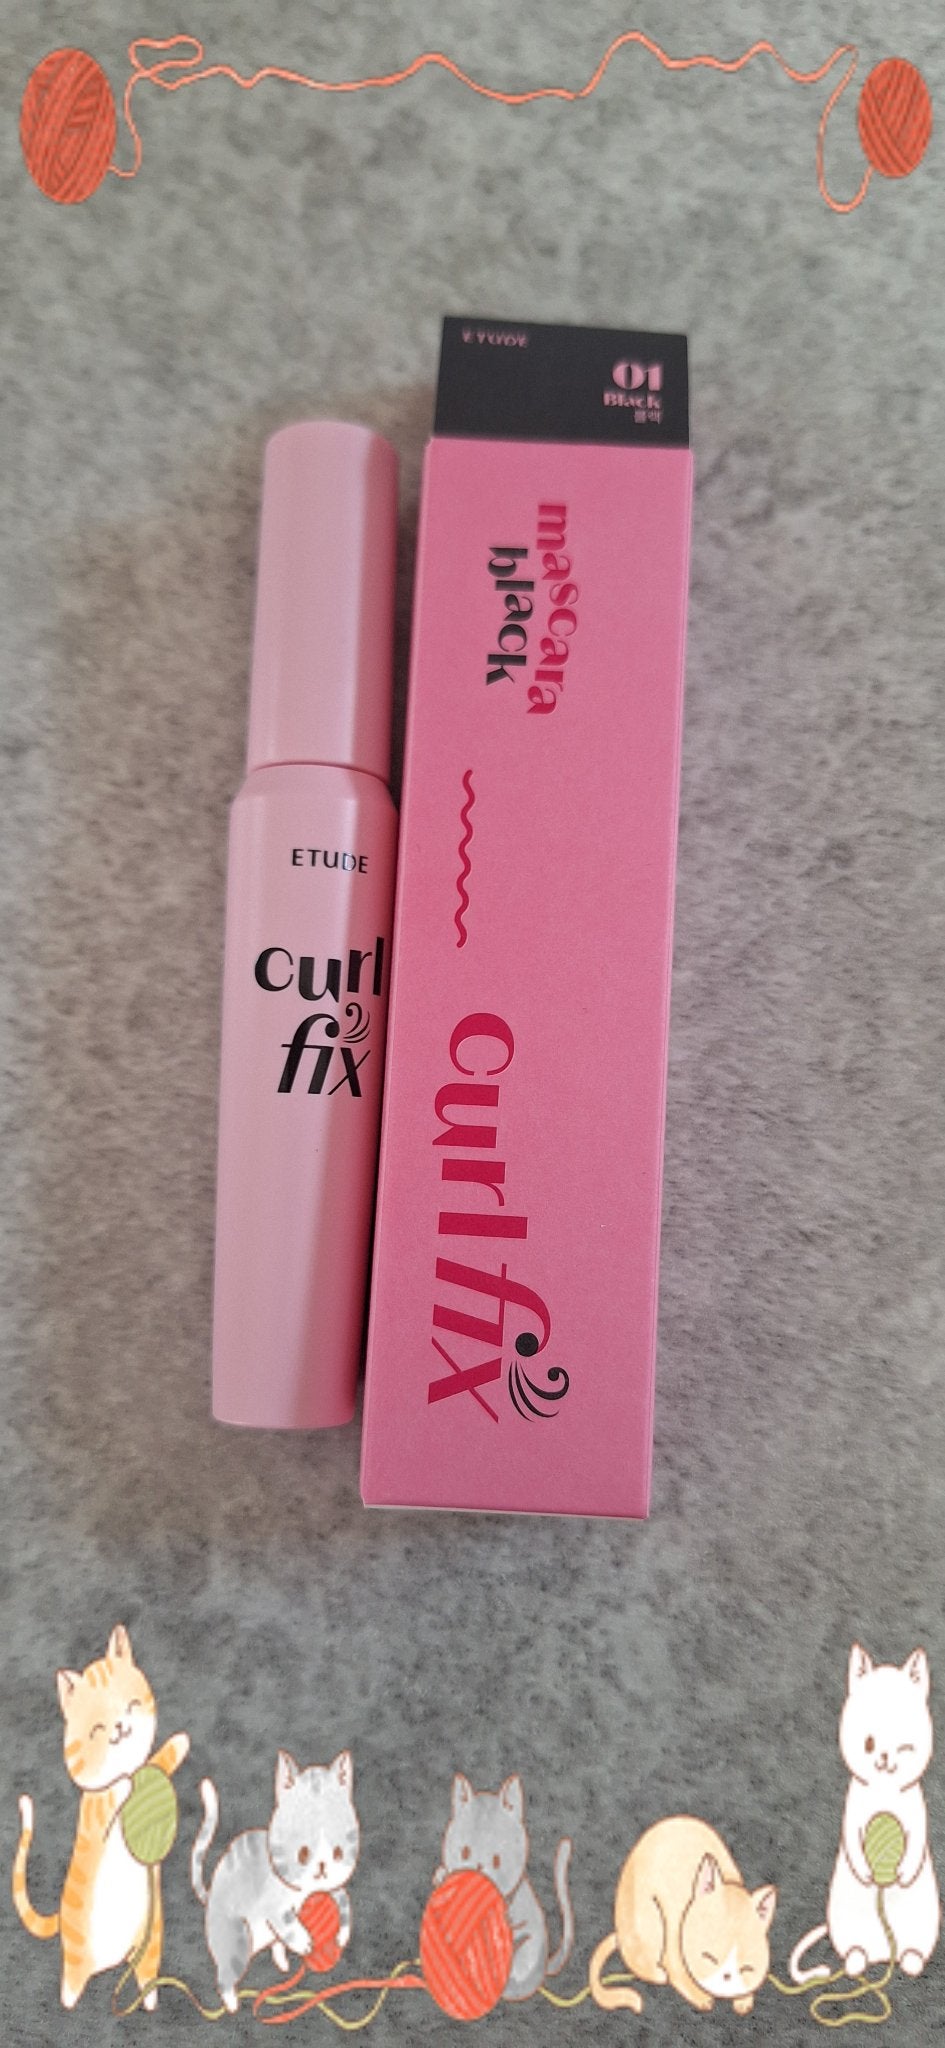 ETUDE
01
Black
블랙
mascara
black
curl fix
ETUDE
curl
fix